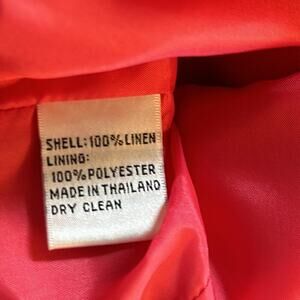 SHELL: 100% LINEN
LINING:
100% POLYESTER
MADE IN THAILAND
DRY CLEAN